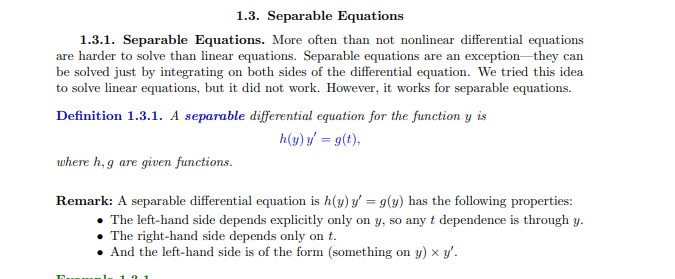 1.3. Separable Equations
1.3.1. Separable Equations. More often than not nonlinear differential equations
are harder to solve than linear equations. Separable equations are an exception—they can
be solved just by integrating on both sides of the differential equation. We tried this idea
to solve linear equations, but it did not work. However, it works for separable equations.
Definition 1.3.1. A separable differential equation for the function y is
h(y) y′ = g(t),
where h, g are given functions.
Remark: A separable differential equation is h(y) y′ = g(y) has the following properties:
• The left-hand side depends explicitly only on y, so any t dependence is through y.
• The right-hand side depends only on t.
• And the left-hand side is of the form (something on y) × y′.